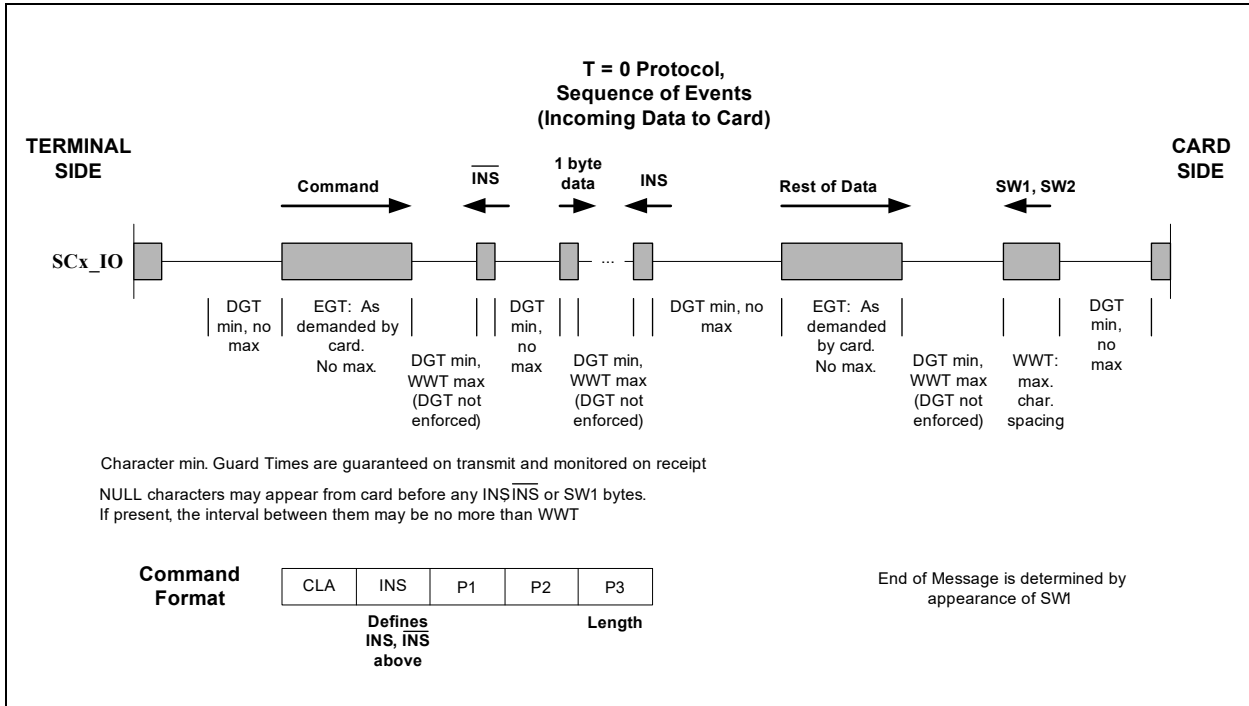 T = 0 Protocol,
Sequence of Events
(Incoming Data to Card)
TERMINAL
SIDE
CARD
SIDE
Command
I̅N̅S̅
1 byte
data
INS
Rest of Data
SW1, SW2
SCx_IO
...
DGT
min, no
max
EGT: As
demanded by
card.
No max.
DGT min,
WWT max
(DGT not
enforced)
DGT
min,
no
max
DGT min,
WWT max
(DGT not
enforced)
DGT min, no
max
EGT: As
demanded
by card.
No max.
DGT min,
WWT max
(DGT not
enforced)
WWT:
max.
char.
spacing
DGT
min,
no
max
Character min. Guard Times are guaranteed on transmit and monitored on receipt
NULL characters may appear from card before any INS, I̅N̅S̅ or SW1 bytes.
If present, the interval between them may be no more than WWT
Command
Format
CLA INS P1 P2 P3
Defines
INS, I̅N̅S̅
above
Length
End of Message is determined by
appearance of SW1